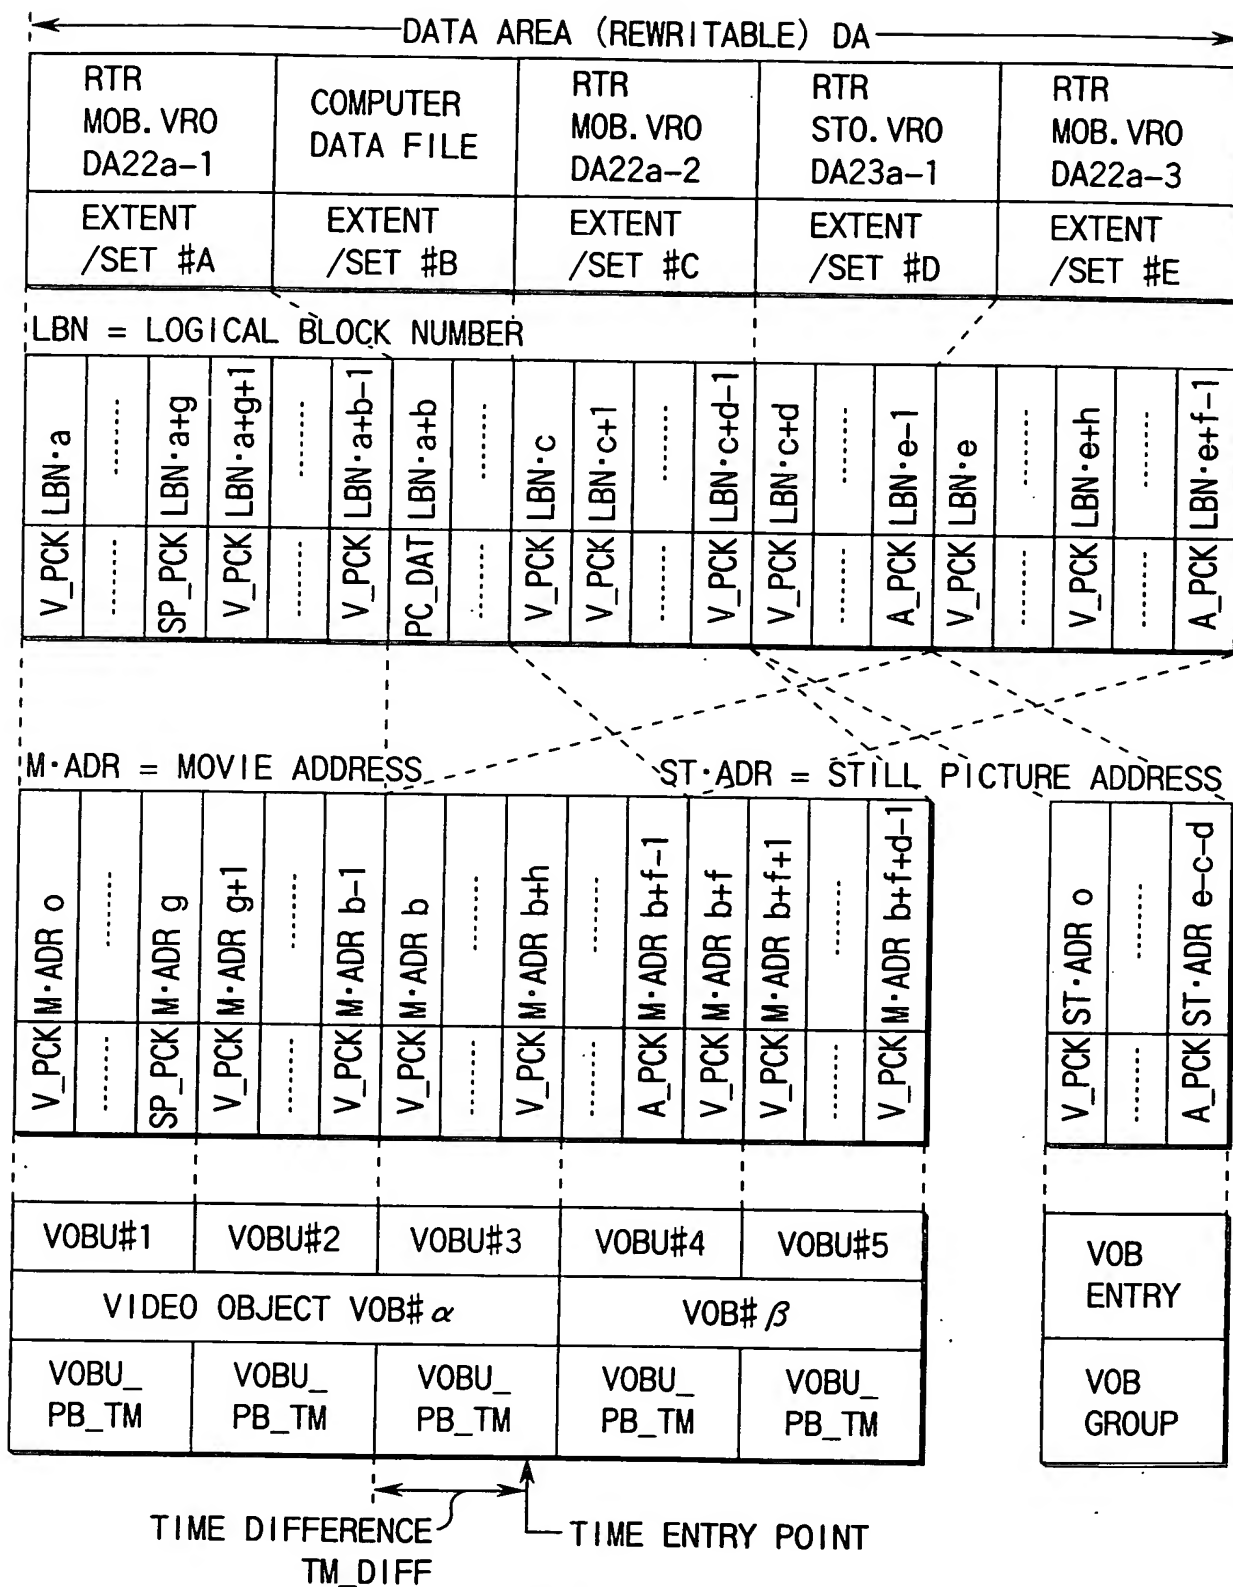 DATA AREA (REWRITABLE) DA
RTR
MOB.VRO
DA22a-1
COMPUTER
DATA FILE
RTR
MOB.VRO
DA22a-2
RTR
STO.VRO
DA23a-1
RTR
MOB.VRO
DA22a-3
EXTENT
/SET #A
EXTENT
/SET #B
EXTENT
/SET #C
EXTENT
/SET #D
EXTENT
/SET #E
LBN = LOGICAL BLOCK NUMBER
V_PCK LBN·a
SP_PCK LBN·a+g
V_PCK LBN·a+g+1
V_PCK LBN·a+b-1
PC_DAT LBN·a+b
V_PCK LBN·c
V_PCK LBN·c+1
V_PCK LBN·c+d-1
V_PCK LBN·c+d
A_PCK LBN·e-1
V_PCK LBN·e
V_PCK LBN·e+h
A_PCK LBN·e+f-1
M·ADR = MOVIE ADDRESS
ST·ADR = STILL PICTURE ADDRESS
V_PCK M·ADR o
SP_PCK M·ADR g
V_PCK M·ADR g+1
V_PCK M·ADR b-1
V_PCK M·ADR b
V_PCK M·ADR b+h
A_PCK M·ADR b+f-1
V_PCK M·ADR b+f
V_PCK M·ADR b+f+1
V_PCK M·ADR b+f+d-1
V_PCK ST·ADR o
A_PCK ST·ADR e-c-d
VOBU#1
VOBU#2
VOBU#3
VOBU#4
VOBU#5
VOB
ENTRY
VIDEO OBJECT VOB# α
VOB# β
VOBU_
PB_TM
VOBU_
PB_TM
VOBU_
PB_TM
VOBU_
PB_TM
VOBU_
PB_TM
VOB
GROUP
TIME DIFFERENCE
TM_DIFF
TIME ENTRY POINT